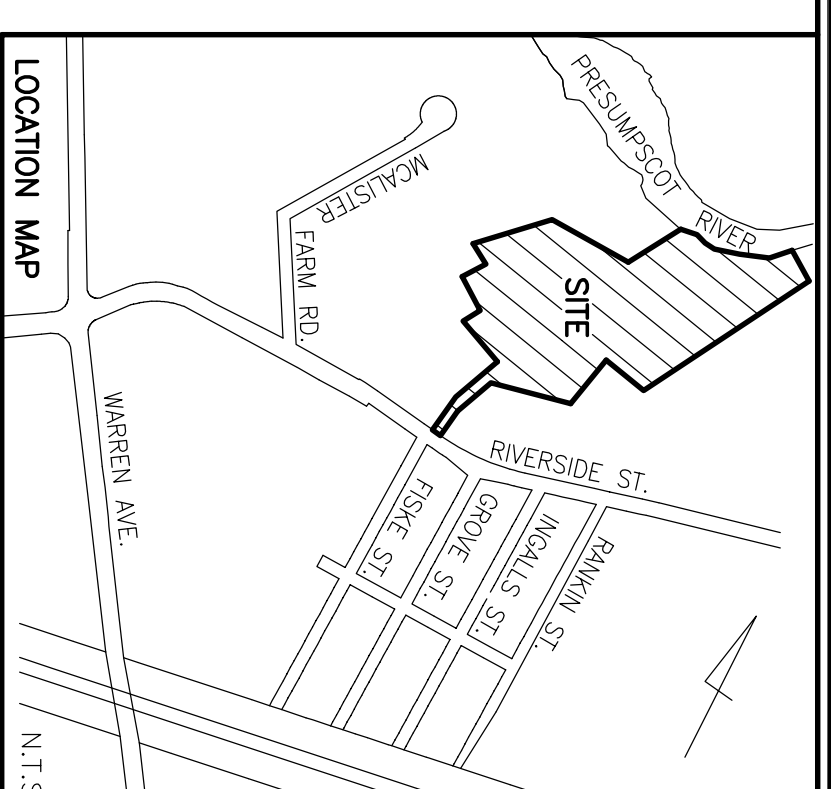 PRESUMPSCOT
RIVER
SITE
MCALISTER
FARM RD.
RIVERSIDE ST.
FISKE ST.
GROVE ST.
INGALLS ST.
RANKIN ST.
WARREN AVE.
LOCATION MAP
N.T.S